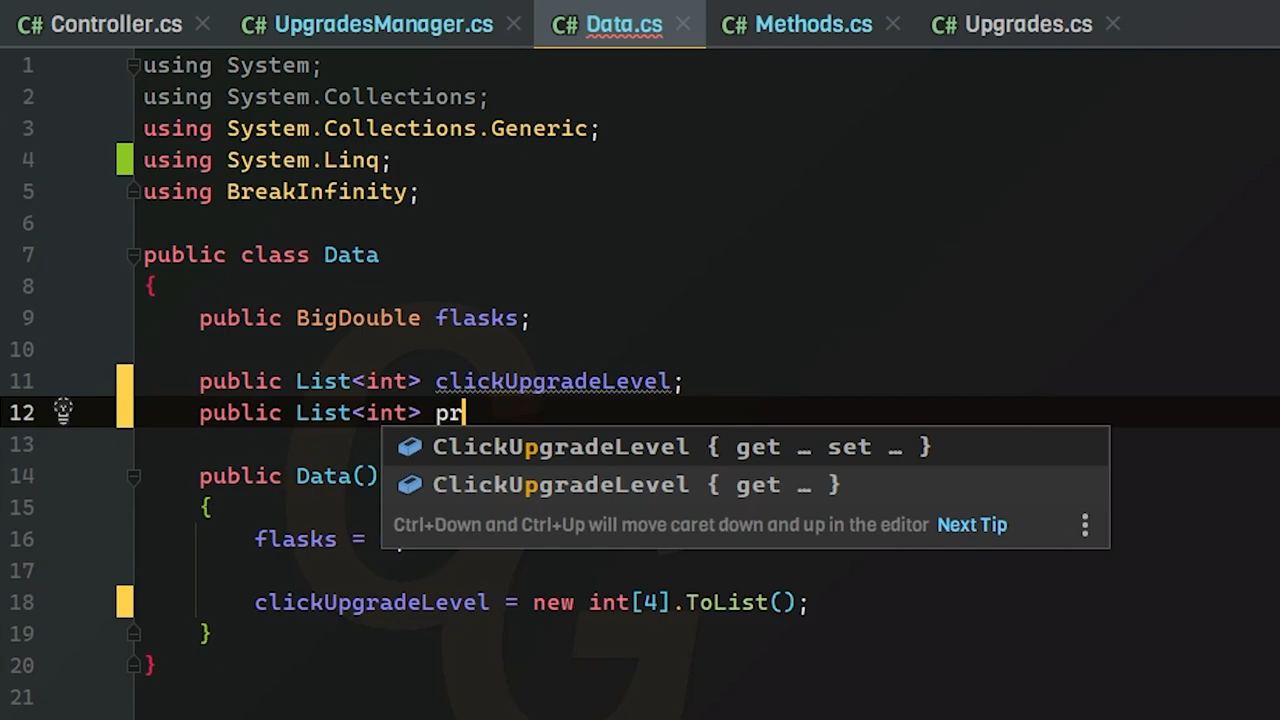 C# Controller.cs × C# UpgradesManager.cs × C# Data.cs × C# Methods.cs × C# Upgrades.cs ×
1 using System;
2 using System.Collections;
3 using System.Collections.Generic;
4 using System.Linq;
5 using BreakInfinity;
6
7 public class Data
8 {
9 public BigDouble flasks;
10
11 public List<int> clickUpgradeLevel;
12 public List<int> pr
ClickUpgradeLevel { get … set … }
13
14 public Data()
ClickUpgradeLevel { get … }
15 {
Ctrl+Down and Ctrl+Up will move caret down and up in the editor Next Tip
16 flasks =
17
18 clickUpgradeLevel = new int[4].ToList();
19 }
20 }
21